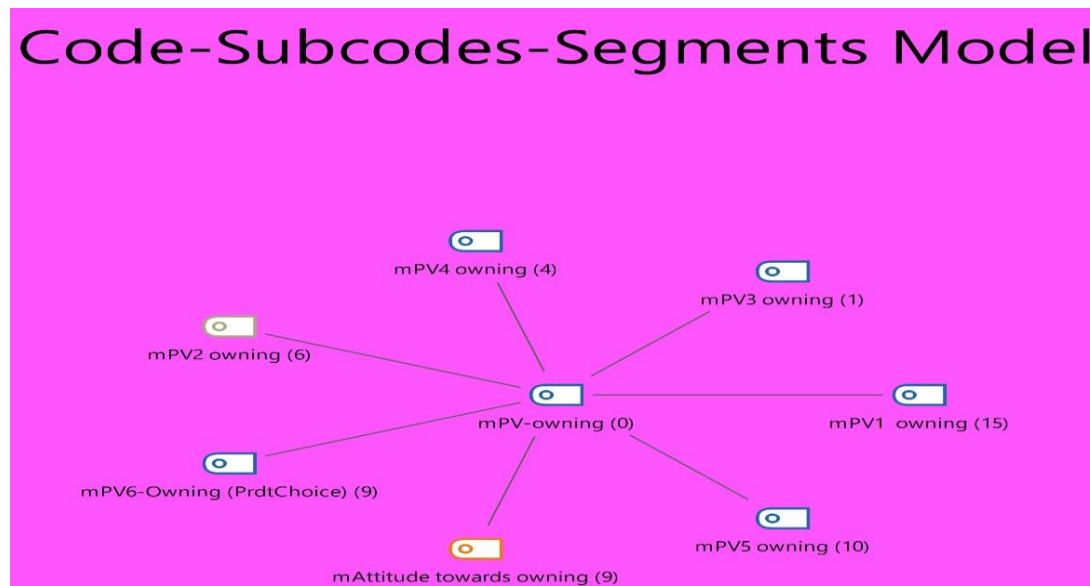 Code-Subcodes-Segments Model
mPV4 owning (4)
mPV3 owning (1)
mPV2 owning (6)
mPV-owning (0)
mPV1 owning (15)
mPV6-Owning (PrdtChoice) (9)
mPV5 owning (10)
mAttitude towards owning (9)